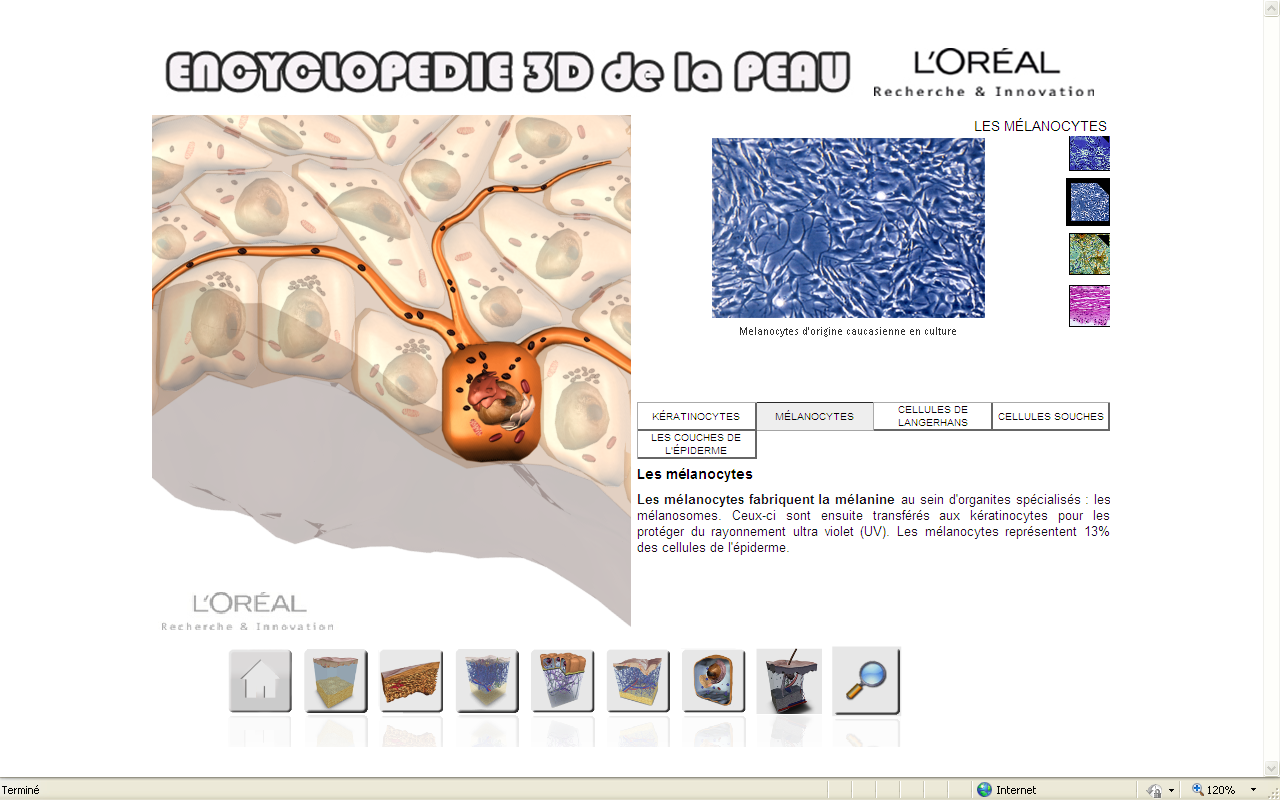 ENCYCLOPEDIE 3D de la PEAU
L'ORÉAL
Recherche & Innovation
LES MÉLANOCYTES
Melanocytes d'origine caucasienne en culture
KÉRATINOCYTES
MÉLANOCYTES
CELLULES DE
LANGERHANS
CELLULES SOUCHES
LES COUCHES DE
L'ÉPIDERME
Les mélanocytes
Les mélanocytes fabriquent la mélanine au sein d'organites spécialisés : les
mélanosomes. Ceux-ci sont ensuite transférés aux kératinocytes pour les
protéger du rayonnement ultra violet (UV). Les mélanocytes représentent 13%
des cellules de l'épiderme.
L'ORÉAL
Recherche & Innovation
Terminé
Internet
120%